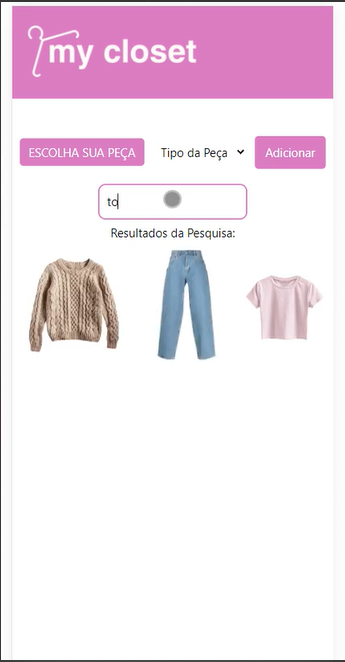 my closet
ESCOLHA SUA PEÇA Tipo da Peça Adicionar
to
Resultados da Pesquisa: